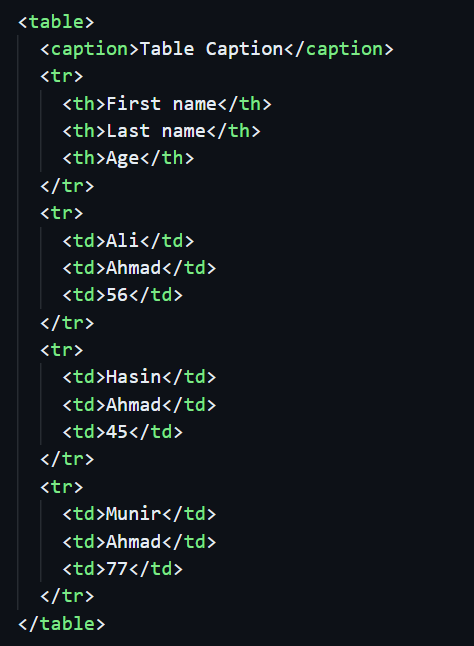 <table>
<caption>Table Caption</caption>
<tr>
<th>First name</th>
<th>Last name</th>
<th>Age</th>
</tr>
<tr>
<td>Ali</td>
<td>Ahmad</td>
<td>56</td>
</tr>
<tr>
<td>Hasin</td>
<td>Ahmad</td>
<td>45</td>
</tr>
<tr>
<td>Munir</td>
<td>Ahmad</td>
<td>77</td>
</tr>
</table>